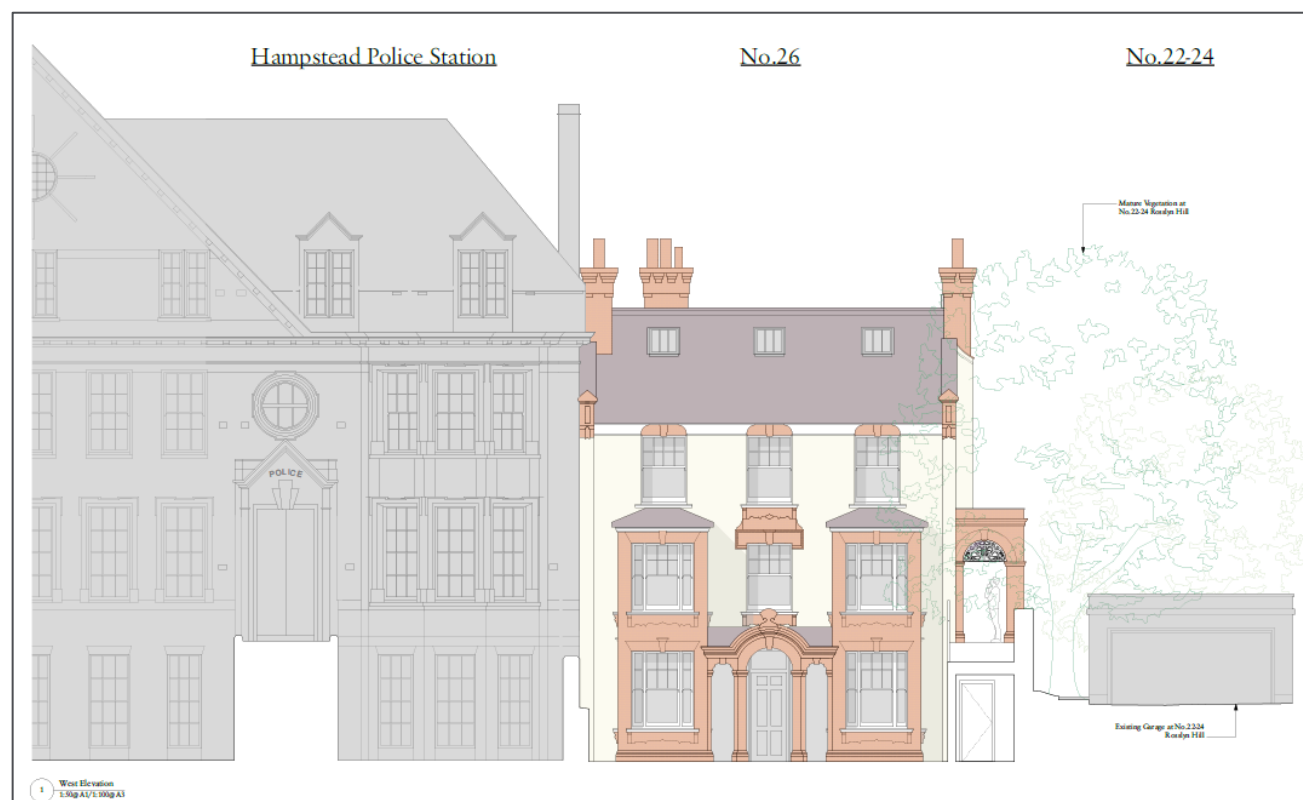 Hampstead Police Station
No.26
No.22-24
Mature Vegetation at
No.22-24 Rosslyn Hill
POLICE
Existing Garage at No.22-24
Rosslyn Hill
1
West Elevation
1:50@A1/1:100@A3